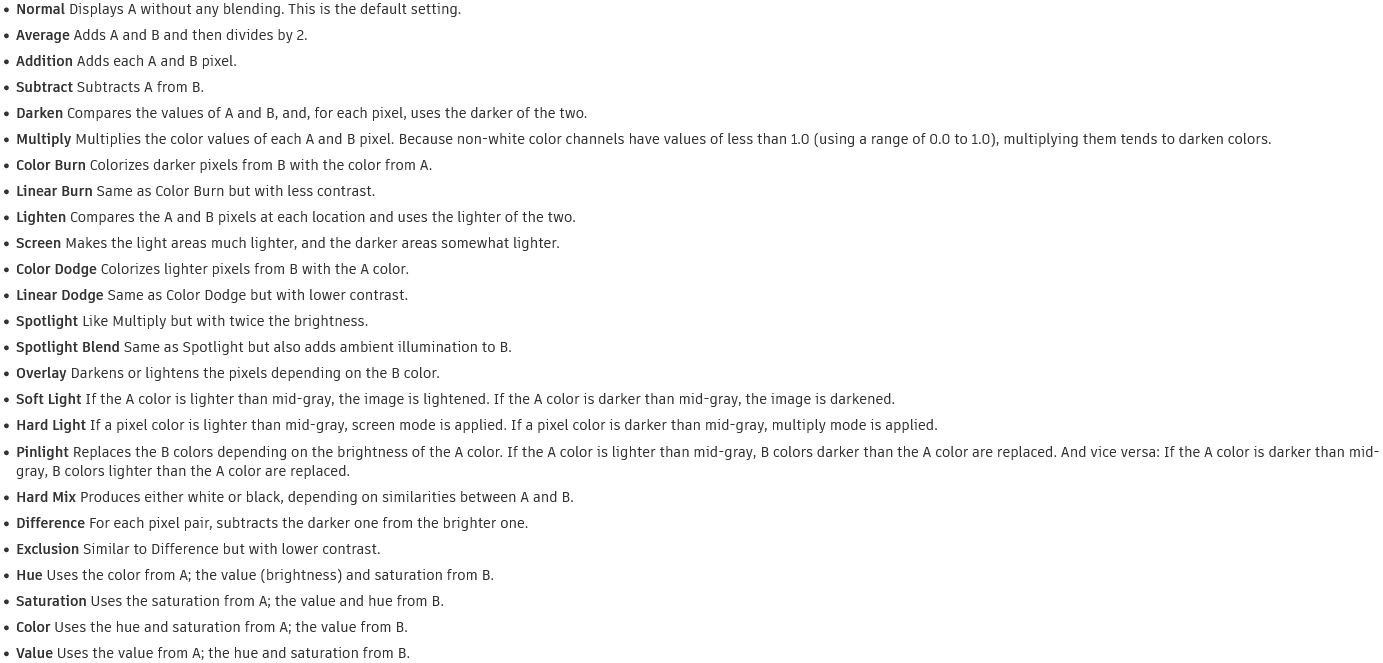 • Normal Displays A without any blending. This is the default setting.
• Average Adds A and B and then divides by 2.
• Addition Adds each A and B pixel.
• Subtract Subtracts A from B.
• Darken Compares the values of A and B, and, for each pixel, uses the darker of the two.
• Multiply Multiplies the color values of each A and B pixel. Because non-white color channels have values of less than 1.0 (using a range of 0.0 to 1.0), multiplying them tends to darken colors.
• Color Burn Colorizes darker pixels from B with the color from A.
• Linear Burn Same as Color Burn but with less contrast.
• Lighten Compares the A and B pixels at each location and uses the lighter of the two.
• Screen Makes the light areas much lighter, and the darker areas somewhat lighter.
• Color Dodge Colorizes lighter pixels from B with the A color.
• Linear Dodge Same as Color Dodge but with lower contrast.
• Spotlight Like Multiply but with twice the brightness.
• Spotlight Blend Same as Spotlight but also adds ambient illumination to B.
• Overlay Darkens or lightens the pixels depending on the B color.
• Soft Light If the A color is lighter than mid-gray, the image is lightened. If the A color is darker than mid-gray, the image is darkened.
• Hard Light If a pixel color is lighter than mid-gray, screen mode is applied. If a pixel color is darker than mid-gray, multiply mode is applied.
• Pinlight Replaces the B colors depending on the brightness of the A color. If the A color is lighter than mid-gray, B colors darker than the A color are replaced. And vice versa: If the A color is darker than mid-
gray, B colors lighter than the A color are replaced.
• Hard Mix Produces either white or black, depending on similarities between A and B.
• Difference For each pixel pair, subtracts the darker one from the brighter one.
• Exclusion Similar to Difference but with lower contrast.
• Hue Uses the color from A; the value (brightness) and saturation from B.
• Saturation Uses the saturation from A; the value and hue from B.
• Color Uses the hue and saturation from A; the value from B.
• Value Uses the value from A; the hue and saturation from B.